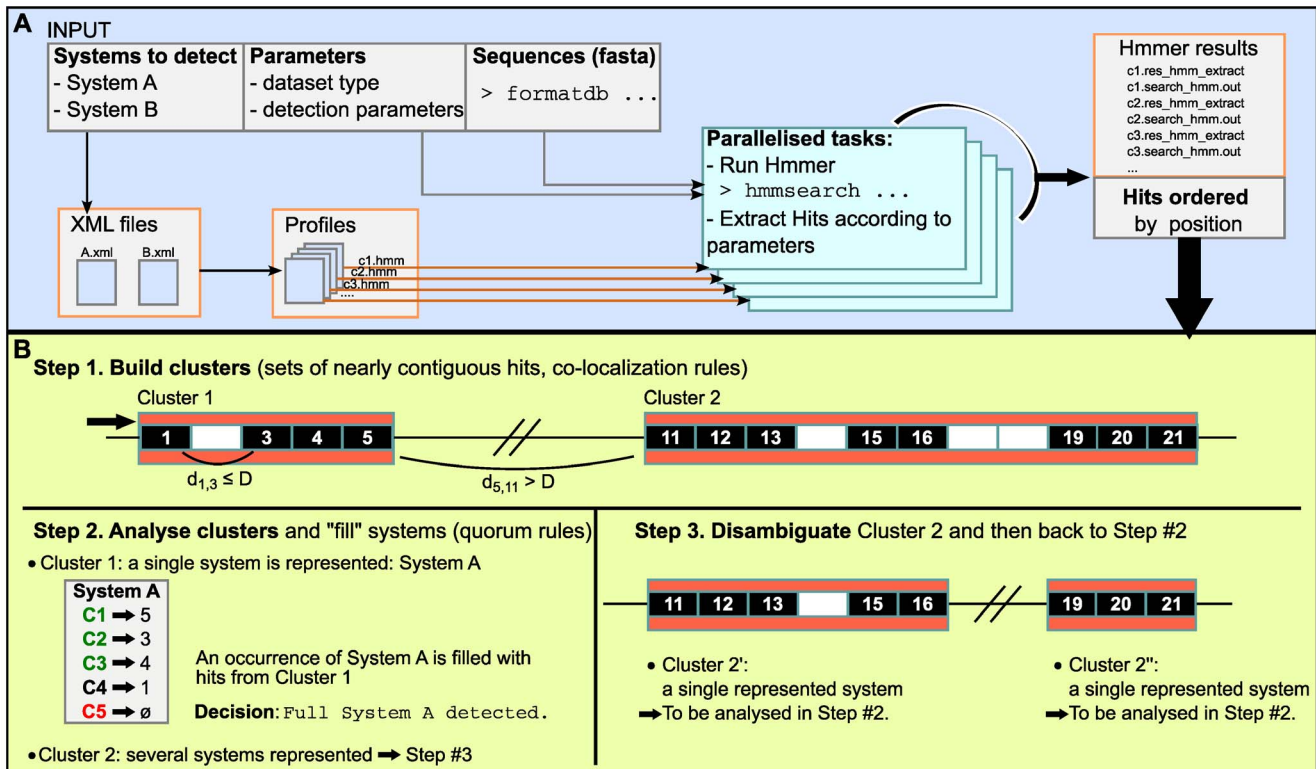 A
INPUT
Systems to detect
- System A
- System B
Parameters
- dataset type
- detection parameters
Sequences (fasta)
> formatdb ...
XML files
A.xml B.xml
Profiles
c1.hmm
c2.hmm
c3.hmm
....
Parallelised tasks:
- Run Hmmer
> hmmsearch ...
- Extract Hits according to
parameters
Hmmer results
c1.res_hmm_extract
c1.search_hmm.out
c2.res_hmm_extract
c2.search_hmm.out
c3.res_hmm_extract
c3.search_hmm.out
...
Hits ordered
by position
B
Step 1. Build clusters (sets of nearly contiguous hits, co-localization rules)
Cluster 1
1 3 4 5
d1,3 ≤ D
d5,11 > D
Cluster 2
11 12 13 15 16 19 20 21
Step 2. Analyse clusters and "fill" systems (quorum rules)
• Cluster 1: a single system is represented: System A
System A
C1 ➡ 5
C2 ➡ 3
C3 ➡ 4
C4 ➡ 1
C5 ➡ ø
An occurrence of System A is filled with
hits from Cluster 1
Decision: Full System A detected.
• Cluster 2: several systems represented ➡ Step #3
Step 3. Disambiguate Cluster 2 and then back to Step #2
11 12 13 15 16
19 20 21
• Cluster 2':
a single represented system
➡ To be analysed in Step #2.
• Cluster 2":
a single represented system
➡ To be analysed in Step #2.